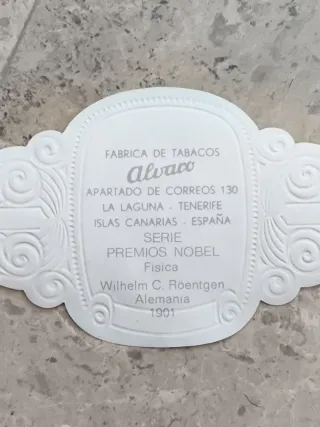 FABRICA DE TABACOS
alvaro
APARTADO DE CORREOS 130
LA LAGUNA - TENERIFE
ISLAS CANARIAS - ESPAÑA
SERIE
PREMIOS NOBEL
Fisica
Wilhelm C. Roentgen
Alemania
1901